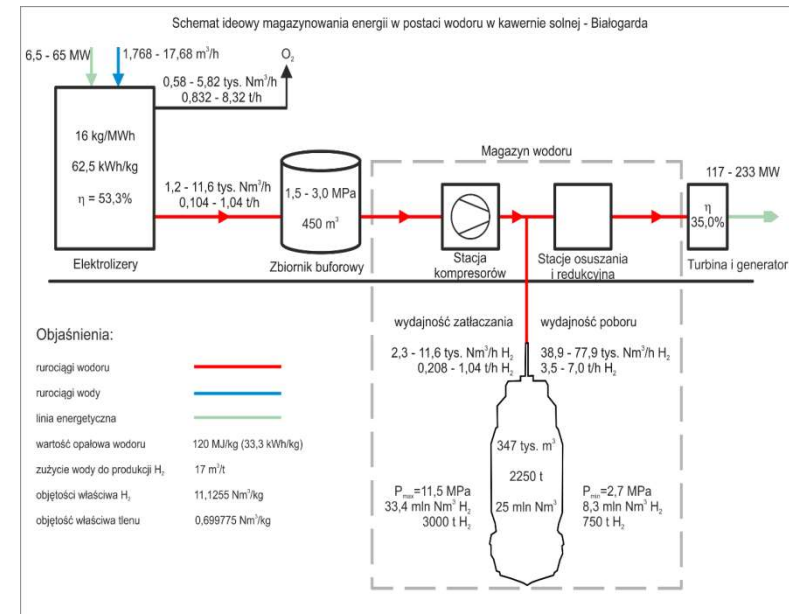 Schemat ideowy magazynowania energii w postaci wodoru w kawernie solnej - Białogarda
6,5 - 65 MW
1,768 - 17,68 m³/h
O₂
0,58 - 5,82 tys. Nm³/h
0,832 - 8,32 t/h
16 kg/MWh
62,5 kWh/kg
η = 53,3%
Elektrolizery
1,2 - 11,6 tys. Nm³/h
0,104 - 1,04 t/h
1,5 - 3,0 MPa
450 m³
Zbiornik buforowy
Magazyn wodoru
Stacja
kompresorów
Stacje osuszania
i redukcyjna
117 - 233 MW
η
35,0%
Turbina i generator
wydajność zatłaczania
2,3 - 11,6 tys. Nm³/h H₂
0,208 - 1,04 t/h H₂
wydajność poboru
38,9 - 77,9 tys. Nm³/h H₂
3,5 - 7,0 t/h H₂
347 tys. m³
2250 t
25 mln Nm³
Pmax=11,5 MPa
33,4 mln Nm³ H₂
3000 t H₂
Pmin=2,7 MPa
8,3 mln Nm³ H₂
750 t H₂
Objaśnienia:
rurociągi wodoru
rurociągi wody
linia energetyczna
wartość opałowa wodoru 120 MJ/kg (33,3 kWh/kg)
zużycie wody do produkcji H₂ 17 m³/t
objętości właściwa H₂ 11,1255 Nm³/kg
objętość właściwa tlenu 0,699775 Nm³/kg